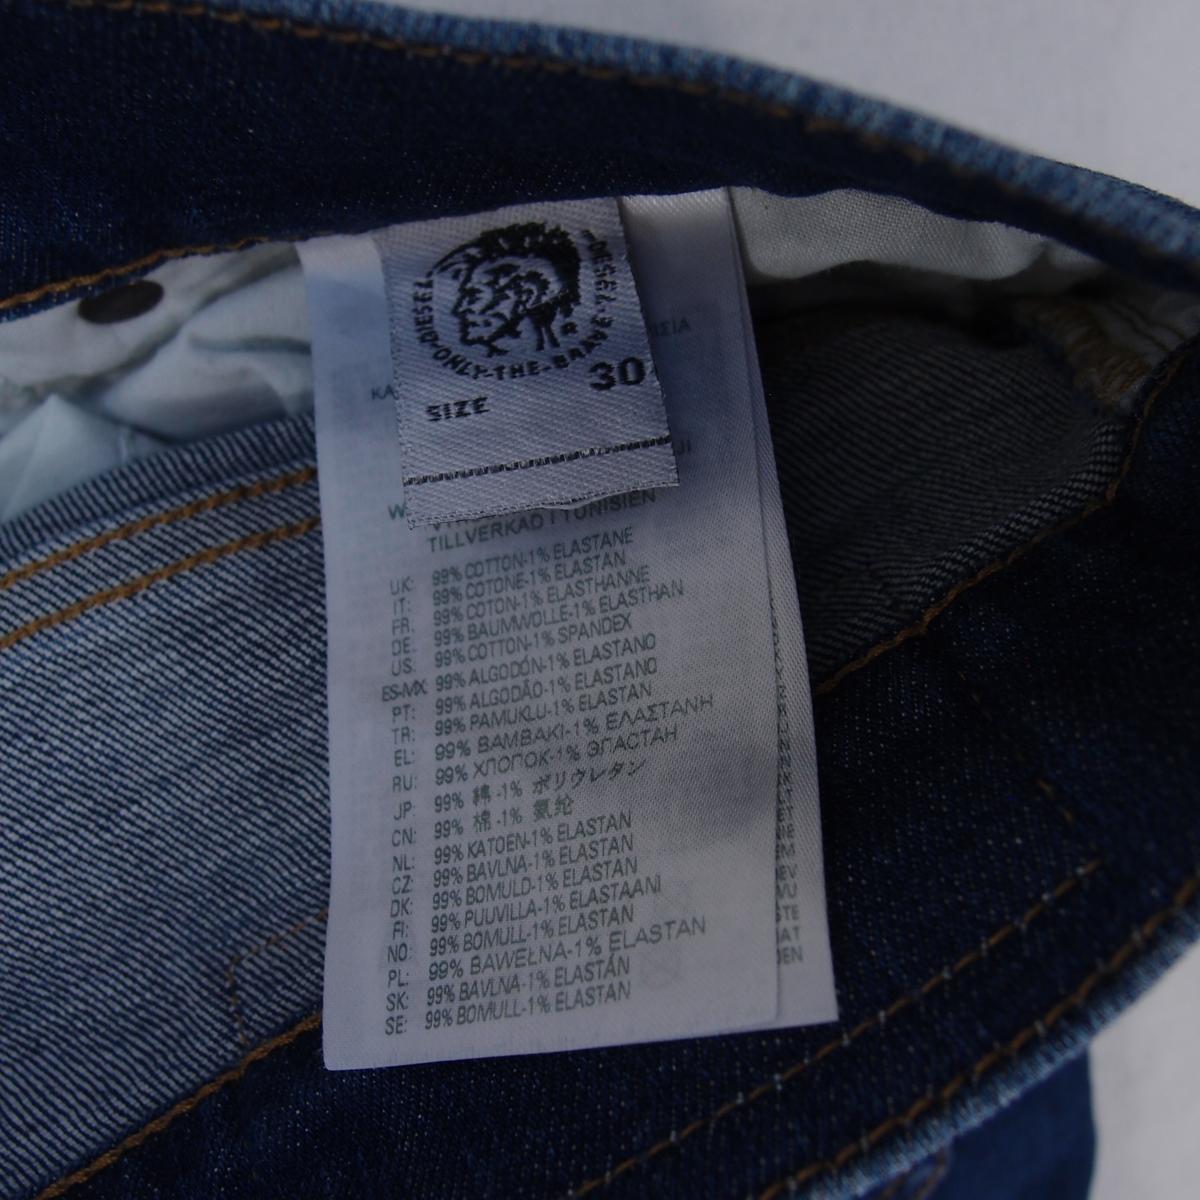 DIESEL-ONLY-THE-BRAVE-
®
30
SIZE
TILLVERKAD I TUNISIEN
UK: 99% COTTON-1% ELASTANE
IT: 99% COTONE-1% ELASTAN
FR: 99% COTON-1% ELASTHANNE
DE: 99% BAUMWOLLE-1% ELASTHAN
US: 99% COTTON-1% SPANDEX
ES-MX: 99% ALGODÓN-1% ELASTANO
PT: 99% ALGODÃO-1% ELASTANO
TR: 99% PAMUKLU-1% ELASTAN
EL: 99% ΒΑΜΒΑΚΙ-1% ΕΛΑΣΤΑΝΗ
RU: 99% ХЛОПОК-1% ЭЛАСТАН
JP: 99% 綿 -1% ポリウレタン
CN: 99% 棉 -1% 氨纶
NL: 99% KATOEN-1% ELASTAN
CZ: 99% BAVLNA-1% ELASTAN
DK: 99% BOMULD-1% ELASTAN
FI: 99% PUUVILLA-1% ELASTAANI
NO: 99% BOMULL-1% ELASTAN
PL: 99% BAWEŁNA-1% ELASTAN
SK: 99% BAVLNA-1% ELASTÁN
SE: 99% BOMULL-1% ELASTAN